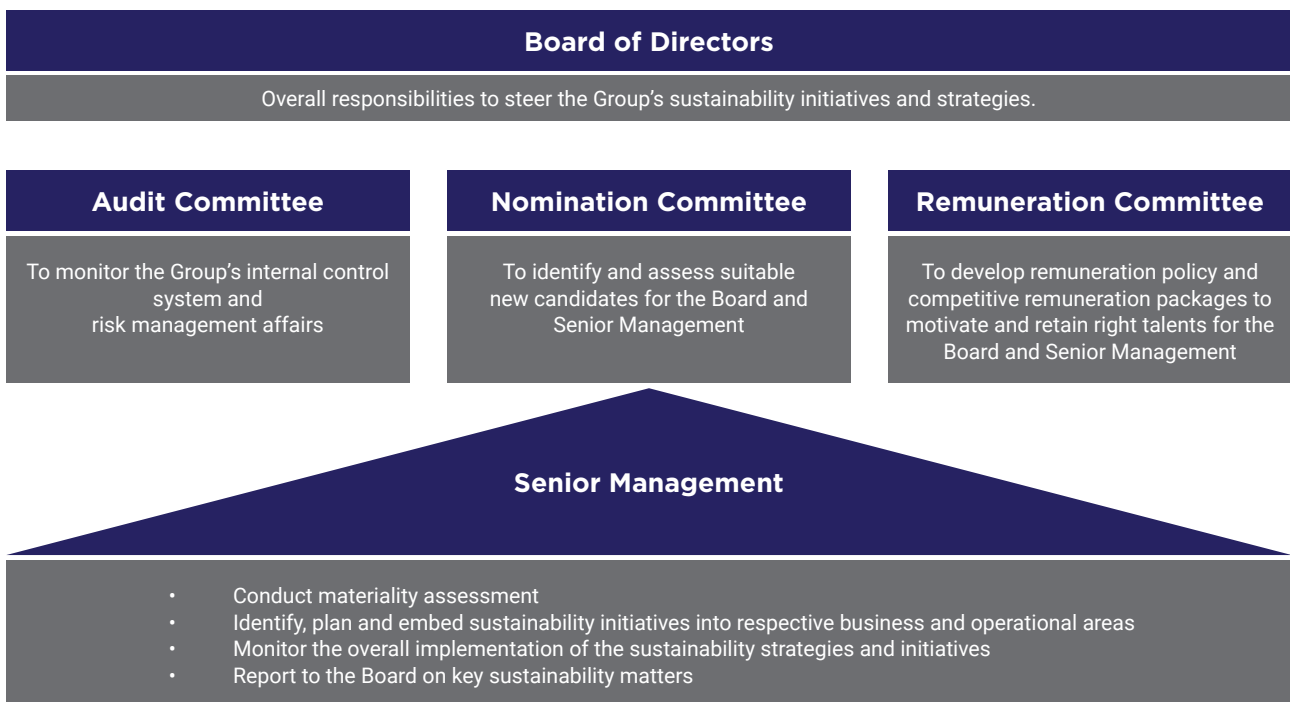 Board of Directors
Overall responsibilities to steer the Group's sustainability initiatives and strategies.
Audit Committee
To monitor the Group's internal control
system and
risk management affairs
Nomination Committee
To identify and assess suitable
new candidates for the Board and
Senior Management
Remuneration Committee
To develop remuneration policy and
competitive remuneration packages to
motivate and retain right talents for the
Board and Senior Management
Senior Management
• Conduct materiality assessment
• Identify, plan and embed sustainability initiatives into respective business and operational areas
• Monitor the overall implementation of the sustainability strategies and initiatives
• Report to the Board on key sustainability matters